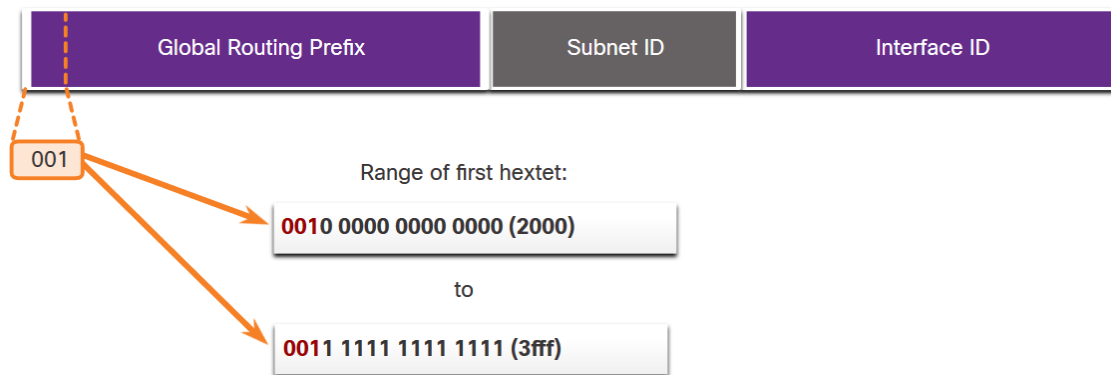 Global Routing Prefix Subnet ID Interface ID
001
Range of first hextet:
0010 0000 0000 0000 (2000)
to
0011 1111 1111 1111 (3fff)